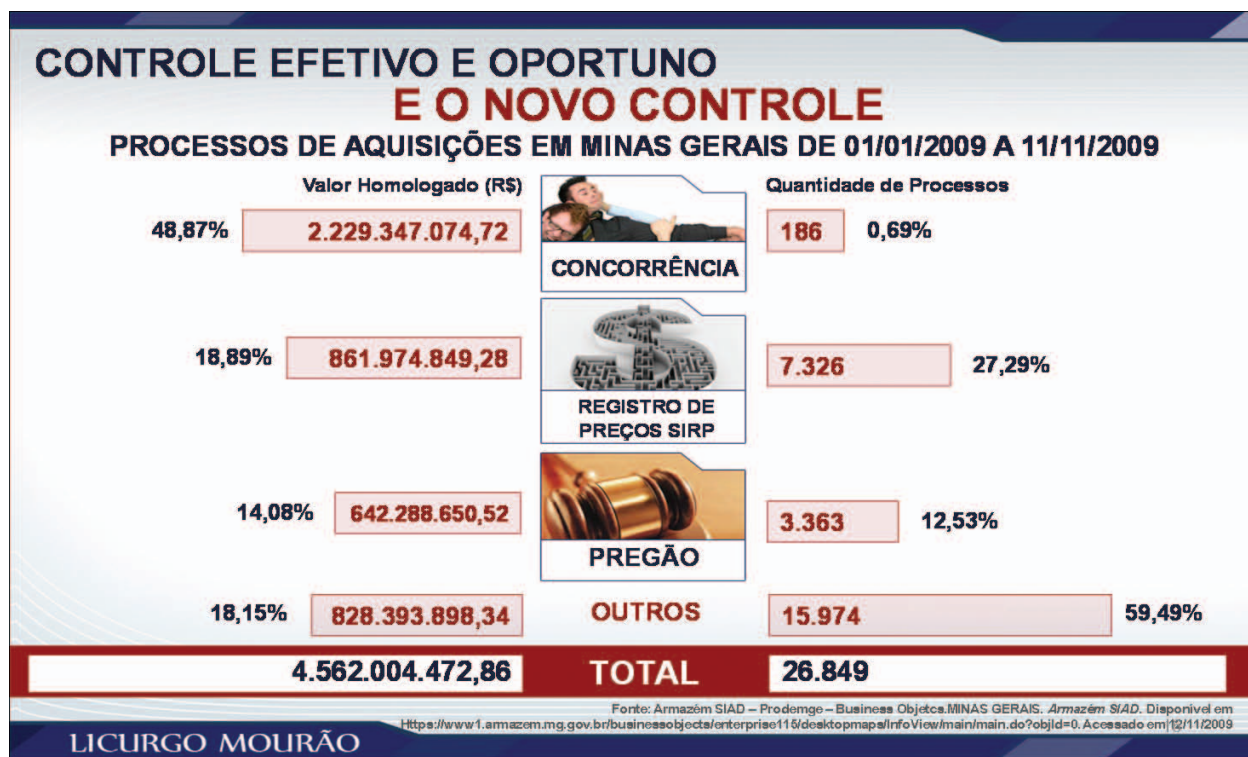 CONTROLE EFETIVO E OPORTUNO
E O NOVO CONTROLE
PROCESSOS DE AQUISIÇÕES EM MINAS GERAIS DE 01/01/2009 A 11/11/2009
Valor Homologado (R$)
Quantidade de Processos
48,87% 2.229.347.074,72
CONCORRÊNCIA
186 0,69%
18,89% 861.974.849,28
REGISTRO DE
PREÇOS SIRP
7.326 27,29%
14,08% 642.288.650,52
PREGÃO
3.363 12,53%
18,15% 828.393.898,34 OUTROS 15.974 59,49%
4.562.004.472,86 TOTAL 26.849
Fonte: Armazém SIAD – Prodemge – Business Objetcs.MINAS GERAIS. Armazém SIAD. Disponivel em
Https://www1.armazem.mg.gov.br/businessobjects/enterprise115/desktopmaps/InfoView/main/main.do?objId=0. Acessado em|12/11/2009
LICURGO MOURÃO